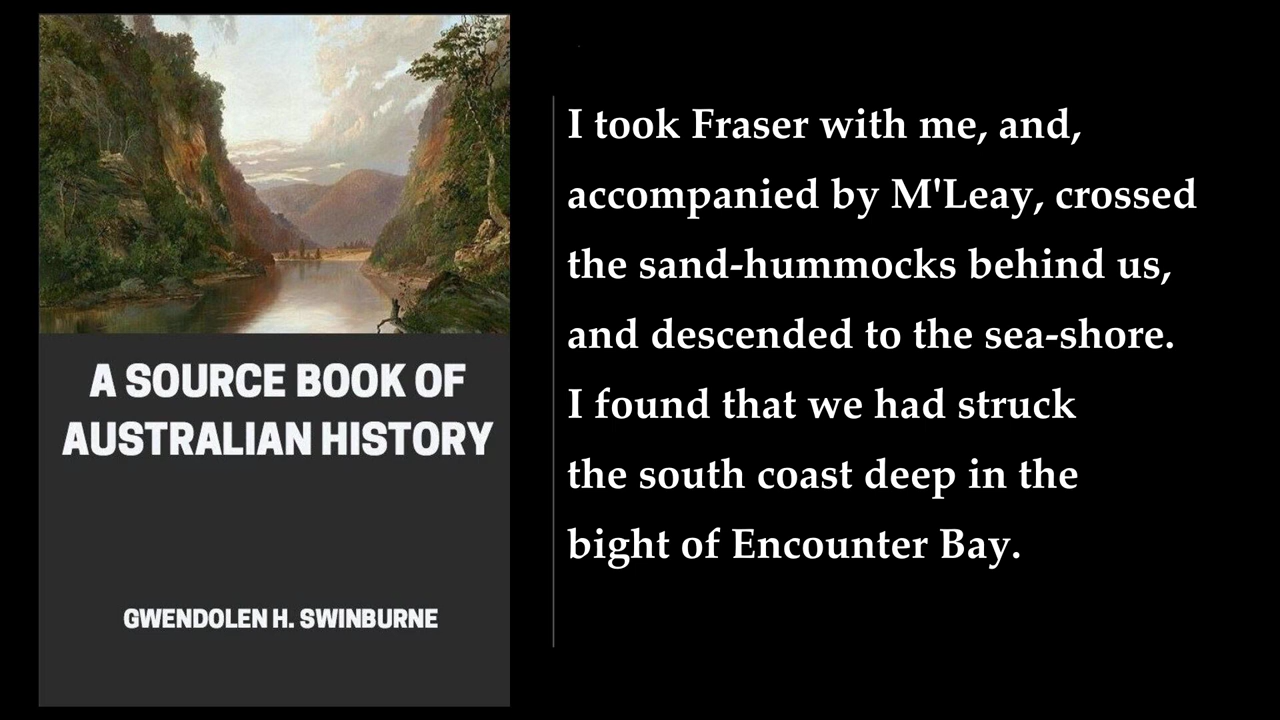 A SOURCE BOOK OF
AUSTRALIAN HISTORY
GWENDOLEN H. SWINBURNE
I took Fraser with me, and,
accompanied by M'Leay, crossed
the sand-hummocks behind us,
and descended to the sea-shore.
I found that we had struck
the south coast deep in the
bight of Encounter Bay.